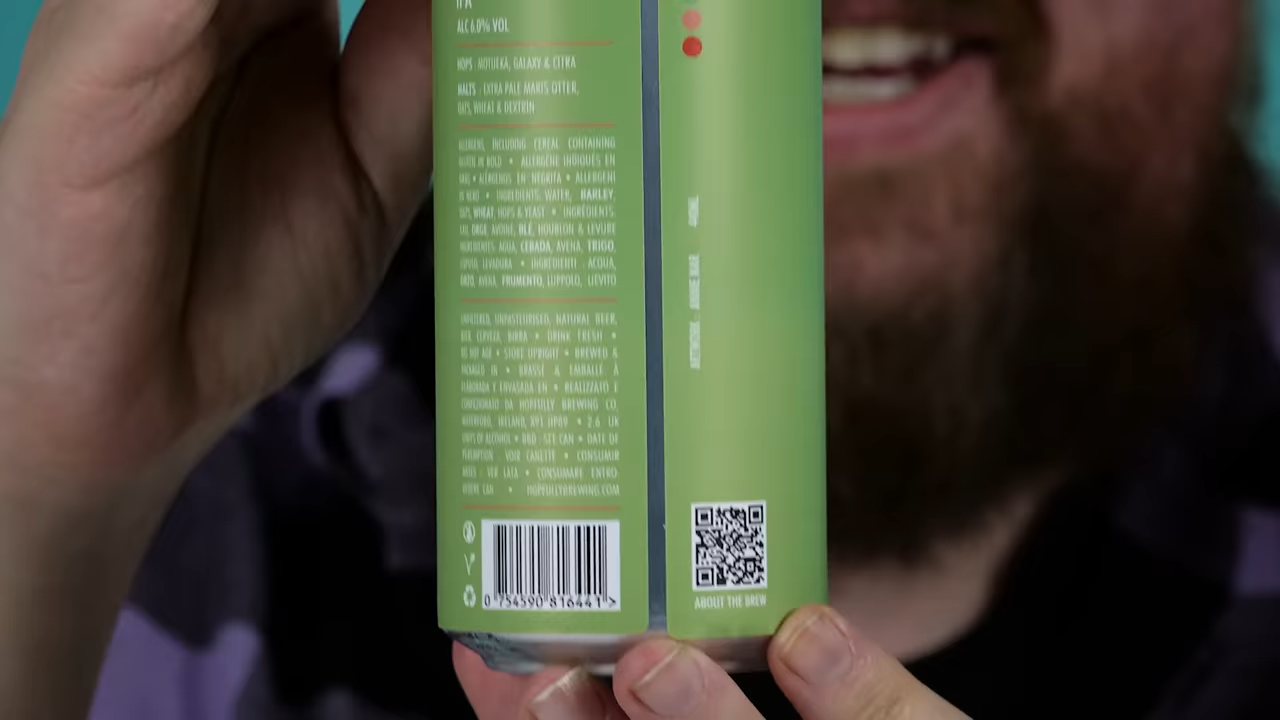 IPA
ALC 6.0% VOL
HOPS : MOTUEKA, GALAXY & CITRA
MALTS : EXTRA PALE MARIS OTTER,
OATS, WHEAT & DEXTRIN
ALLERGENS, INCLUDING CEREAL CONTAINING
GLUTEN IN BOLD • ALLERGÈNE INDIQUÉS EN
GRAS • ALÉRGENOS EN NEGRITA • ALLERGENI
IN • INGREDIENTS: WATER, BARLEY,
OATS, WHEAT, HOPS & YEAST • INGRÉDIENTS:
EAU, ORGE AVOINE, BLÉ, HOUBLON & LEVURE
INGREDIENTES: AGUA, CEBADA, AVENA, TRIGO,
LEVADURA • INGREDIENTI : ACQUA,
ORZO, AVENA, FRUMENTO, LUPPOLO, LIEVITO
UNFILTERED, UNPASTEURISED, NATURAL BEER,
CERVEZA, BIRRA • DRINK FRESH •
DO NOT AGE • STORE UPRIGHT • BREWED &
PACKAGED IN • BRASSÉ & EMBALLÉ À
ELABORADA Y ENVASADA EN • REALIZZATO E
CONFEZIONATO DA HOPFULLY BREWING CO,
WATERFORD, IRELAND, X91 HP89 • 2.6 UK
UNITS OF ALCOHOL • BBD : SEE CAN • DATE DE
PEREMPTION : VOIR CANETTE • CONSUMIR
ANTES : VER LATA • CONSUMARE ENTRO:
VEDERE CAN • HOPFULLYBREWING.COM
0 754590 816441 >
440ML
ARTWORK :
ABOUT THE BREW